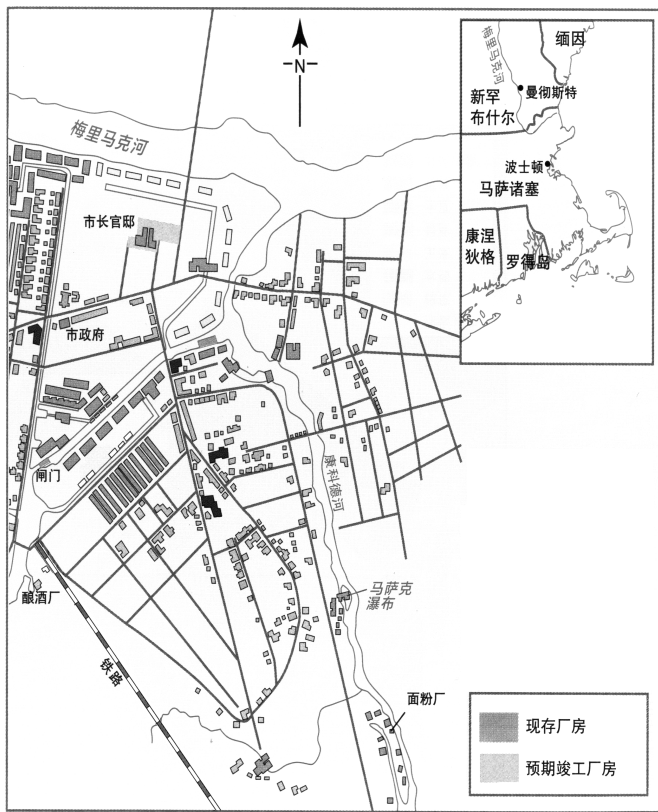 N
梅里马克河
市长官邸
市政府
闸门
酿酒厂
铁路
康科德河
马萨克
瀑布
面粉厂
梅里马克河
缅因
曼彻斯特
新罕
布什尔
波士顿
马萨诸塞
康涅
狄格
罗得岛
现存厂房
预期竣工厂房